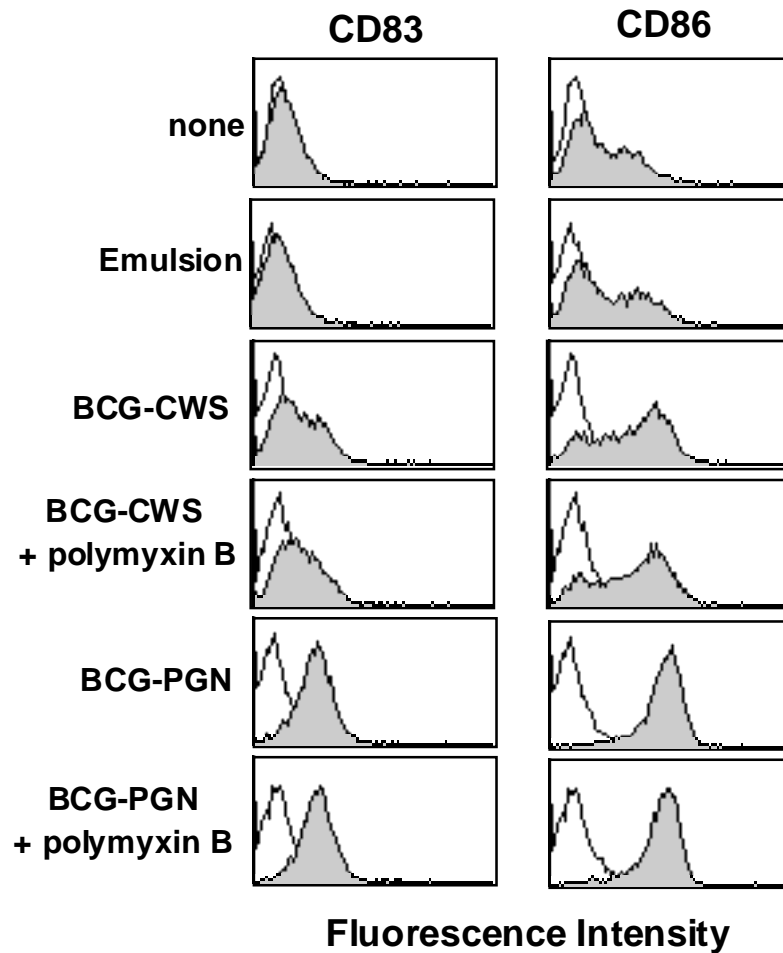 CD83 CD86
none
Emulsion
BCG-CWS
BCG-CWS
+ polymyxin B
BCG-PGN
BCG-PGN
+ polymyxin B
Fluorescence Intensity